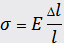 σ = E Δl/l